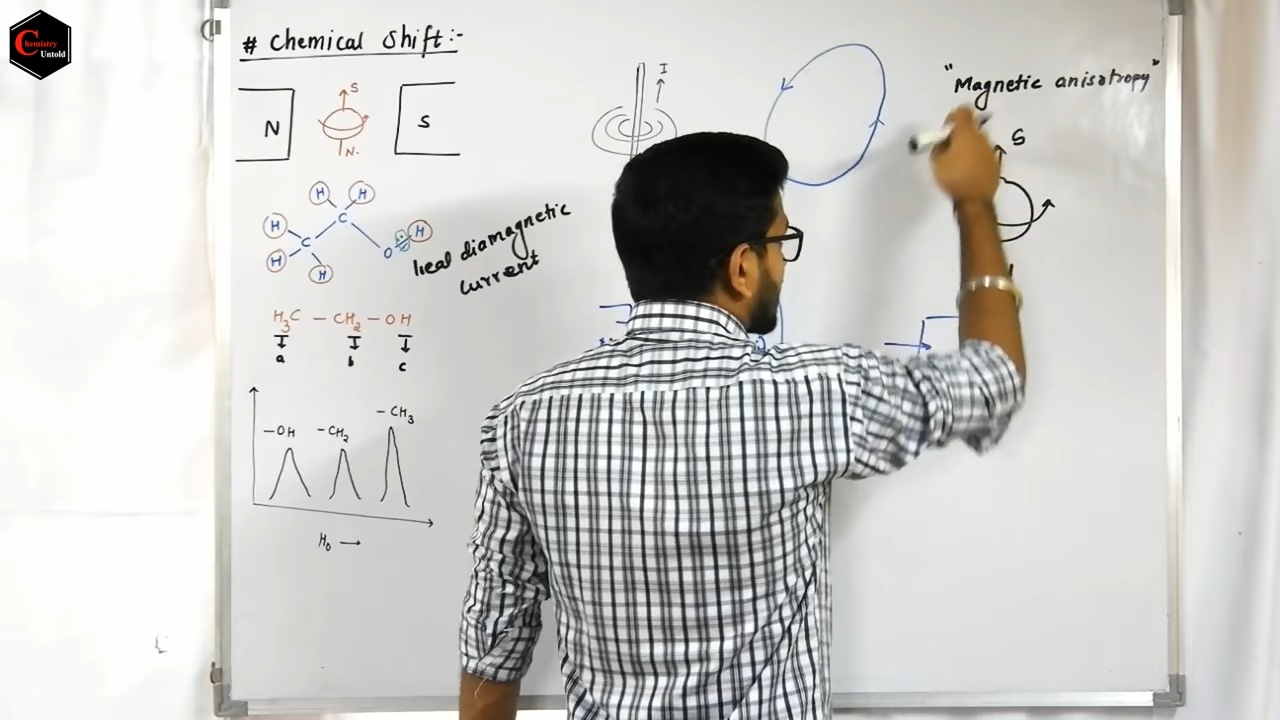 Chemistry
Untold
# Chemical Shift:-
N
S
N
S
I
"Magnetic anisotropy"
S
H
H
H
C
H
C
O
H
H
local diamagnetic
current
H3C - CH2 - OH
a
b
c
-OH
-CH2
-CH3
H0 →